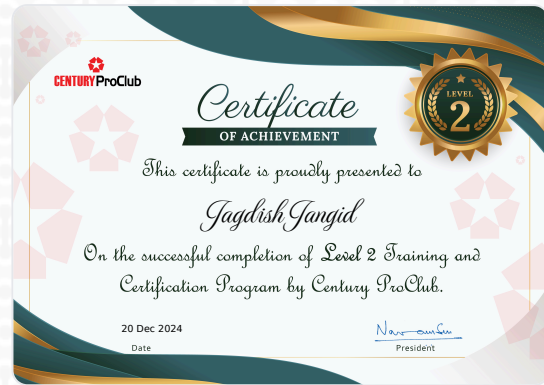 CENTURY ProClub
LEVEL
2
Certificate
OF ACHIEVEMENT
This certificate is proudly presented to
Jagdish Jangid
On the successful completion of Level 2 Training and
Certification Program by Century ProClub.
20 Dec 2024
Date
President